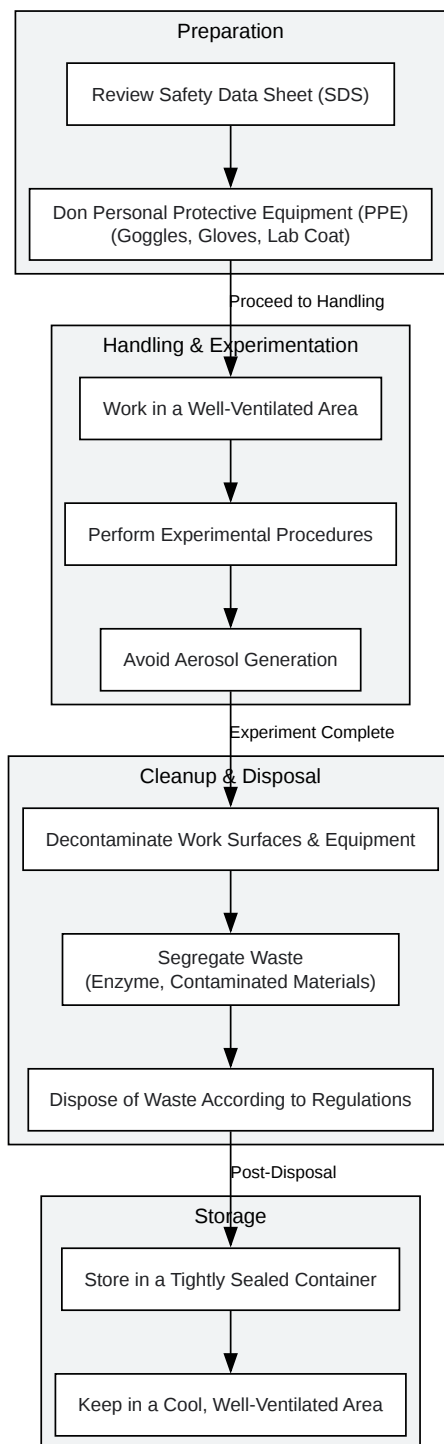 Preparation
Review Safety Data Sheet (SDS)
Don Personal Protective Equipment (PPE)
(Goggles, Gloves, Lab Coat)
Proceed to Handling
Handling & Experimentation
Work in a Well-Ventilated Area
Perform Experimental Procedures
Avoid Aerosol Generation
Experiment Complete
Cleanup & Disposal
Decontaminate Work Surfaces & Equipment
Segregate Waste
(Enzyme, Contaminated Materials)
Dispose of Waste According to Regulations
Post-Disposal
Storage
Store in a Tightly Sealed Container
Keep in a Cool, Well-Ventilated Area